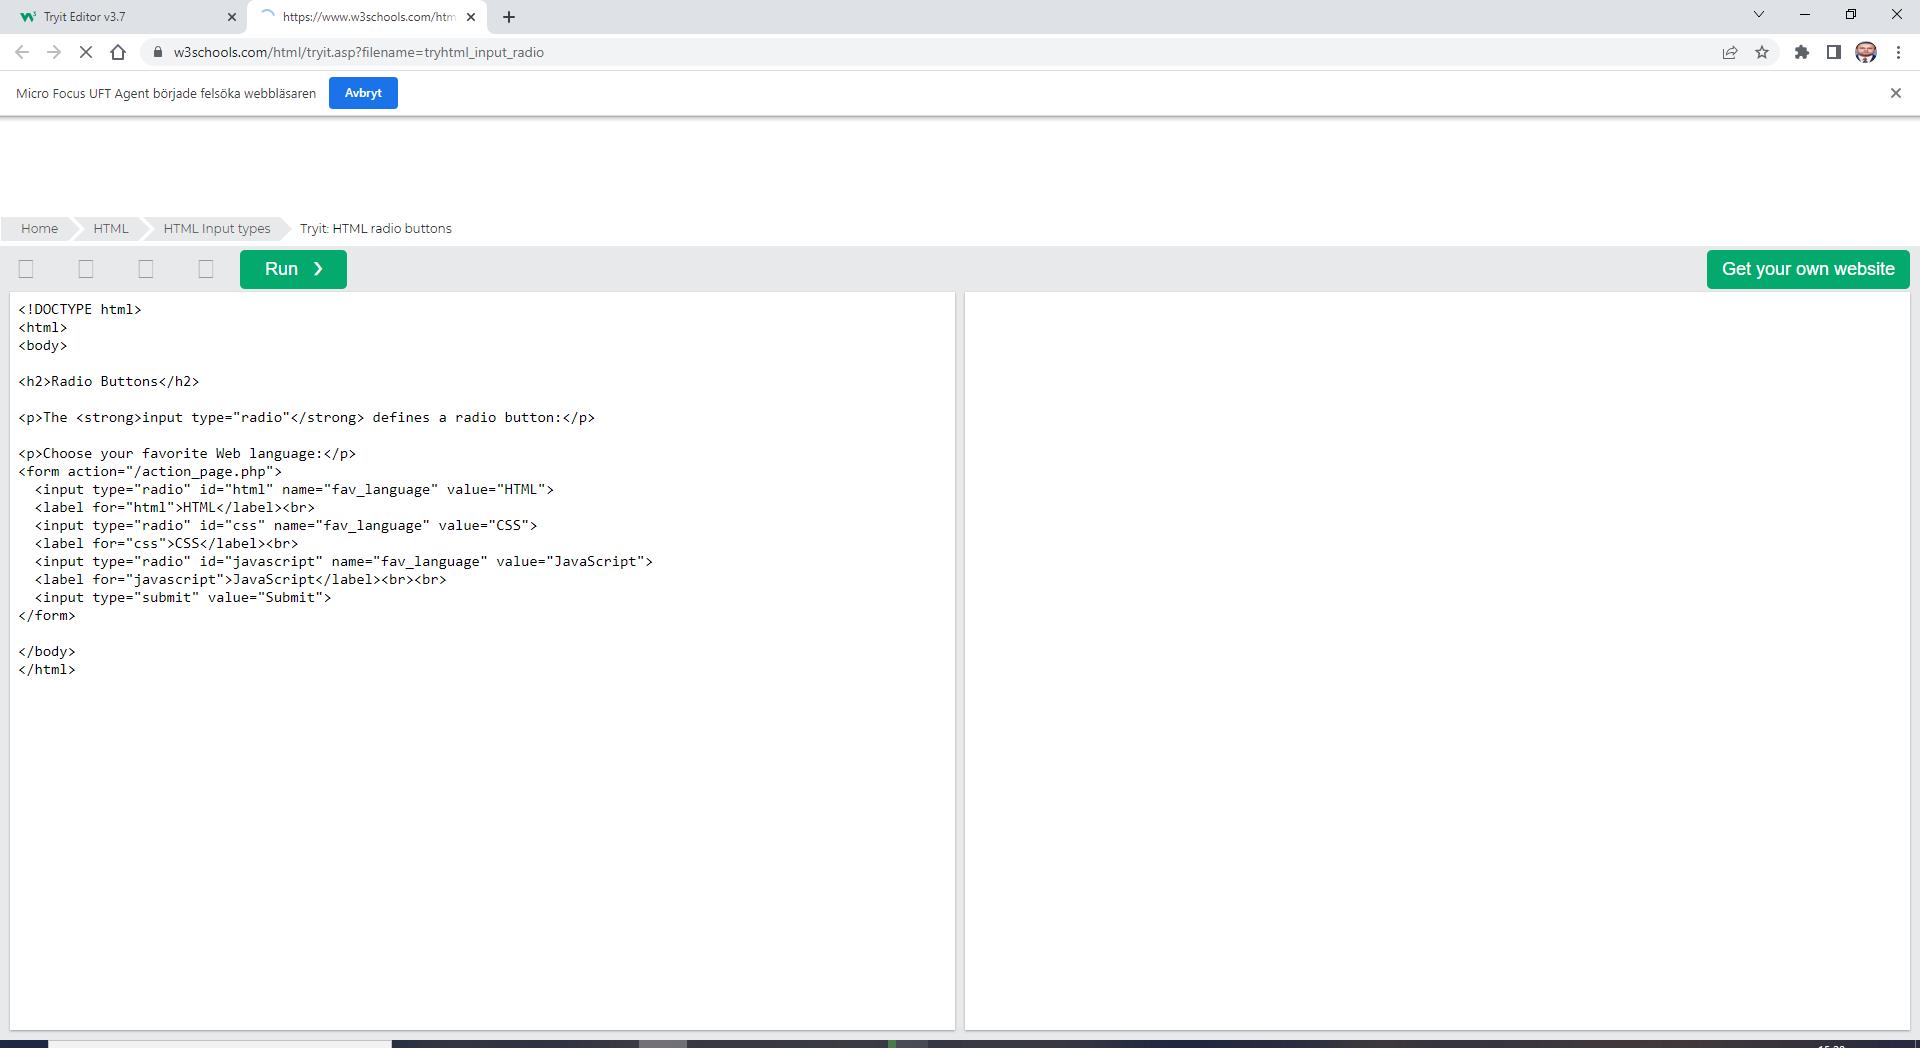 Tryit Editor v3.7
https://www.w3schools.com/htm
w3schools.com/html/tryit.asp?filename=tryhtml_input_radio
Micro Focus UFT Agent började felsöka webbläsaren
Avbryt
Home
HTML
HTML Input types
Tryit: HTML radio buttons
Run ❯
Get your own website
<!DOCTYPE html>
<html>
<body>
<h2>Radio Buttons</h2>
<p>The <strong>input type="radio"</strong> defines a radio button:</p>
<p>Choose your favorite Web language:</p>
<form action="/action_page.php">
  <input type="radio" id="html" name="fav_language" value="HTML">
  <label for="html">HTML</label><br>
  <input type="radio" id="css" name="fav_language" value="CSS">
  <label for="css">CSS</label><br>
  <input type="radio" id="javascript" name="fav_language" value="JavaScript">
  <label for="javascript">JavaScript</label><br><br>
  <input type="submit" value="Submit">
</form>
</body>
</html>